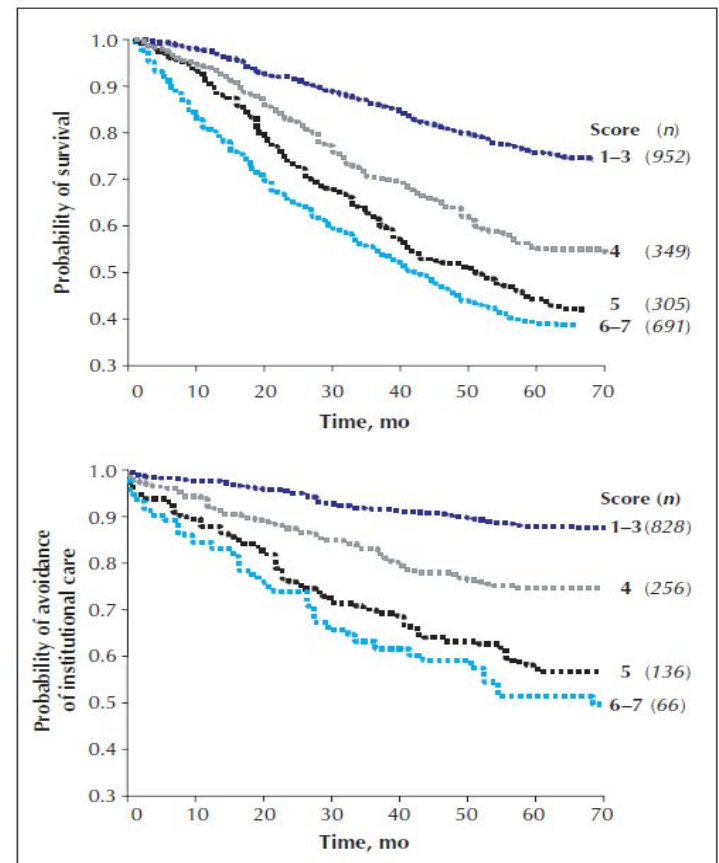 Probability of survival
1.0
0.9
0.8
0.7
0.6
0.5
0.4
0.3
Score (n)
1–3 (952)
4 (349)
5 (305)
6–7 (691)
0 10 20 30 40 50 60 70
Time, mo
Probability of avoidance
of institutional care
1.0
0.9
0.8
0.7
0.6
0.5
0.4
0.3
Score (n)
1–3 (828)
4 (256)
5 (136)
6–7 (66)
0 10 20 30 40 50 60 70
Time, mo